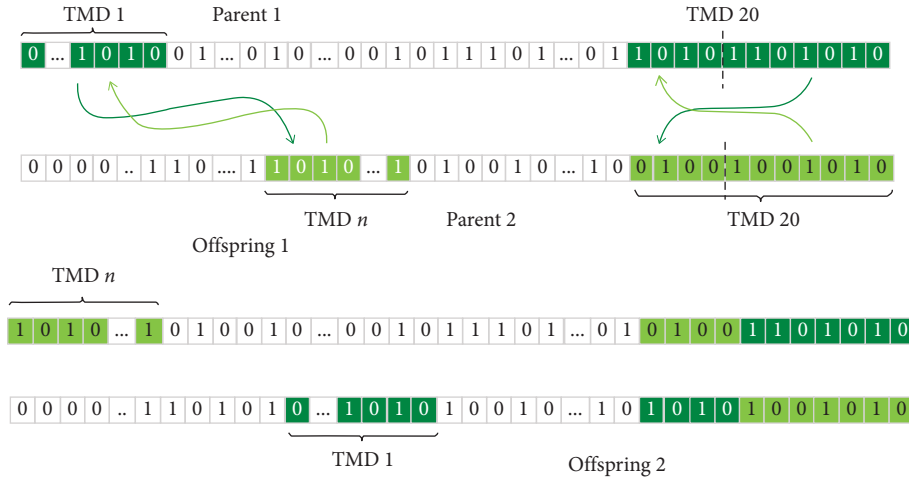 TMD 1 Parent 1 TMD 20
0 ... 1 0 1 0 0 1 ... 0 1 0 ... 0 0 1 0 1 1 1 0 1 ... 0 1 1 0 1 0 1 1 0 1 0 1 0
0 0 0 0 .. 1 1 0 .... 1 1 0 1 0 ... 1 0 1 0 0 1 0 ... 1 0 0 1 0 0 1 0 0 1 0 1 0
TMD n Parent 2 TMD 20
Offspring 1
TMD n
1 0 1 0 ... 1 0 1 0 0 1 0 ... 0 0 1 0 1 1 1 0 1 ... 0 1 0 1 0 0 1 1 0 1 0 1 0
0 0 0 0 .. 1 1 0 1 0 1 0 ... 1 0 1 0 1 0 0 1 0 ... 1 0 1 0 1 0 1 0 0 1 0 1 0
TMD 1 Offspring 2